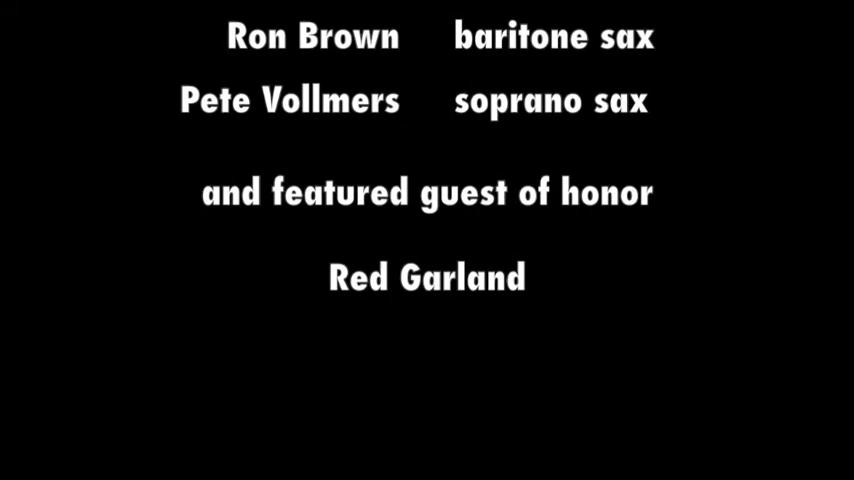 Ron Brown baritone sax
Pete Vollmers soprano sax
and featured guest of honor
Red Garland